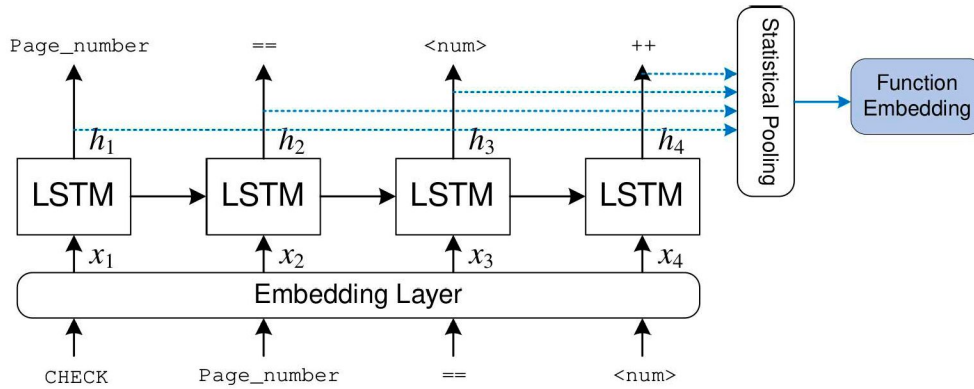 Page_number == <num> ++
Statistical Pooling
Function
Embedding
h1 h2 h3 h4
LSTM LSTM LSTM LSTM
x1 x2 x3 x4
Embedding Layer
CHECK Page_number == <num>